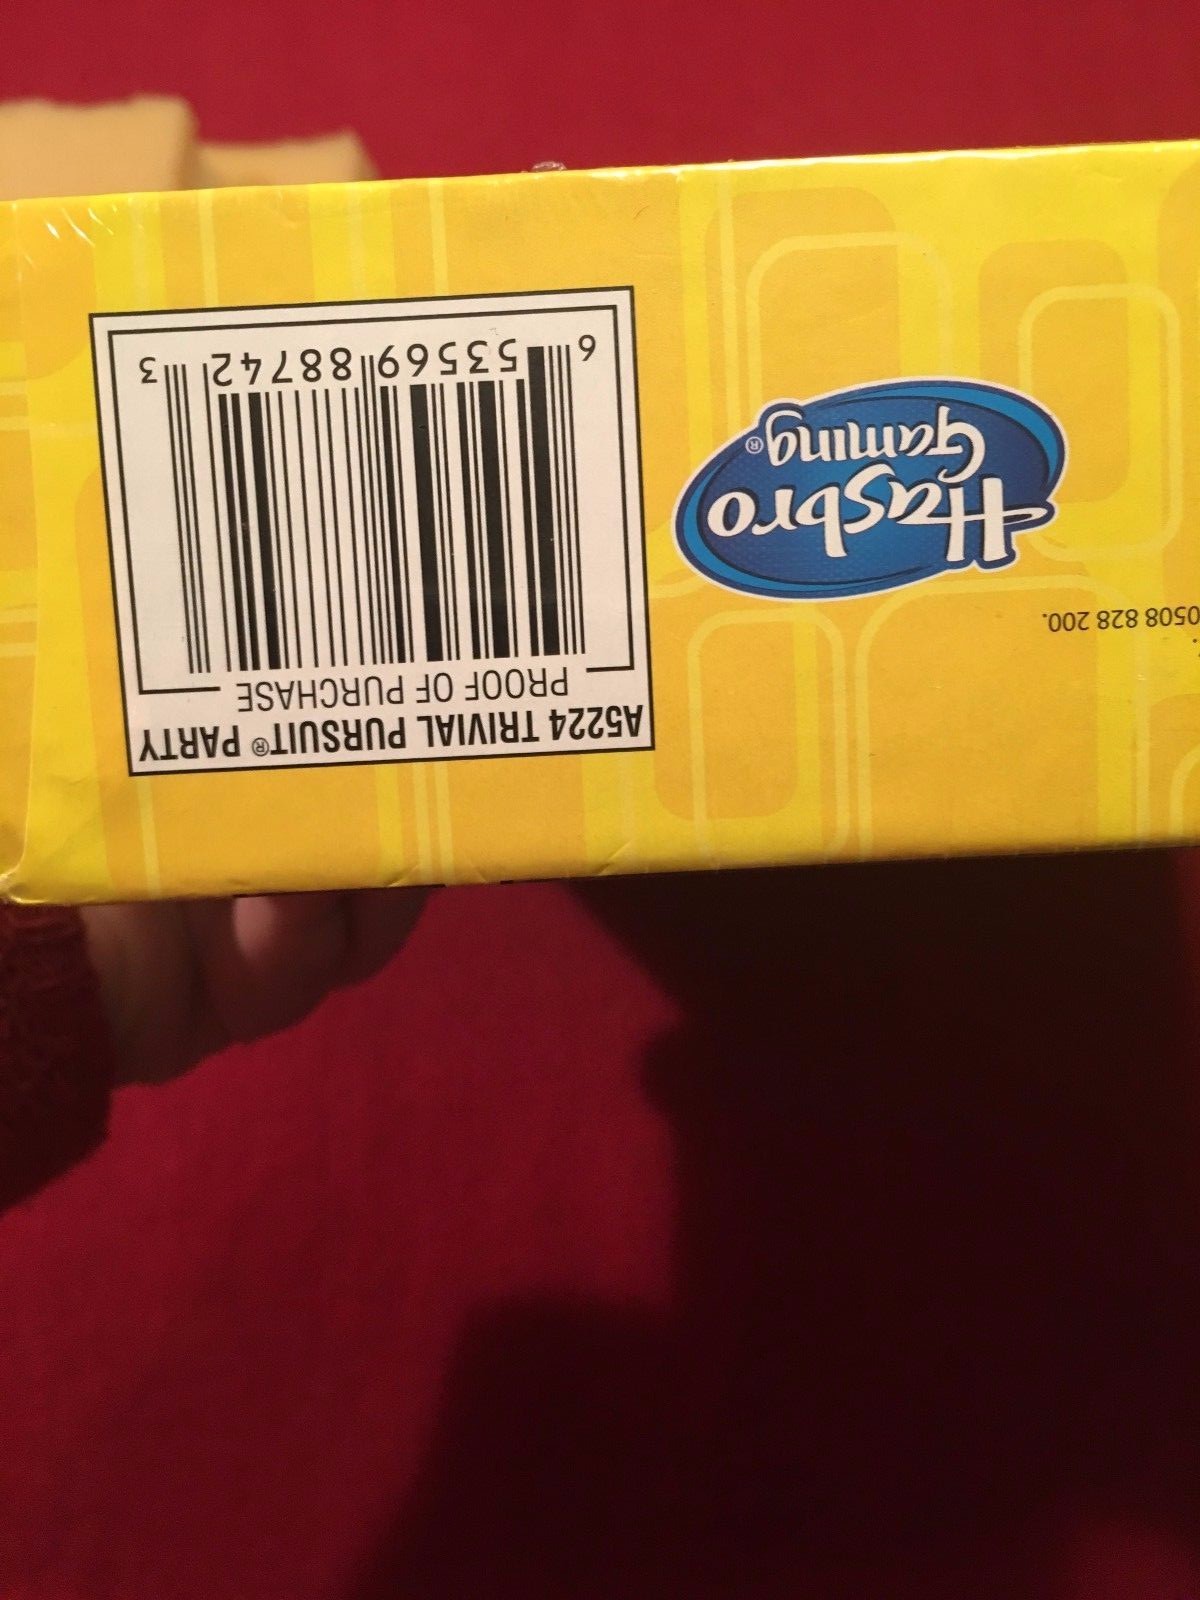 A5224 TRIVIAL PURSUIT® PARTY
PROOF OF PURCHASE
6 53569 88742 3
Hasbro
Gaming®
0508 828 200.